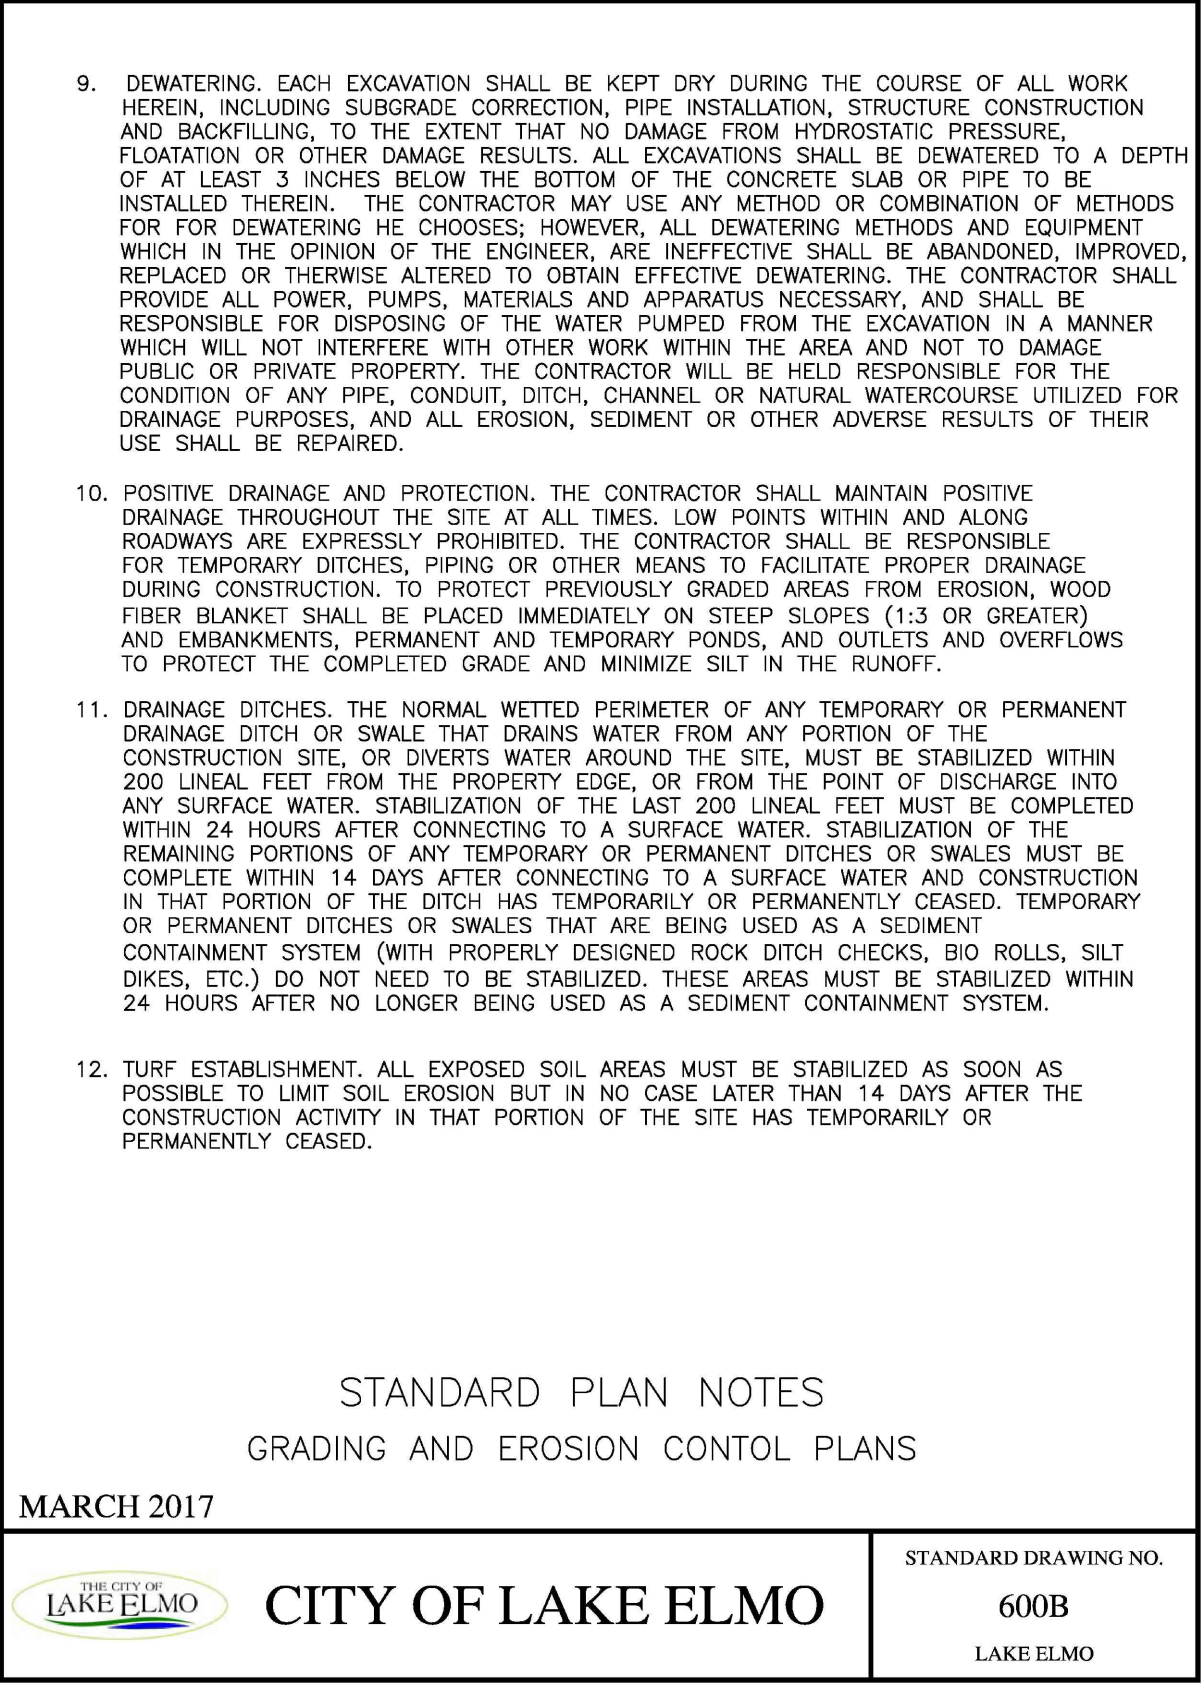 9. DEWATERING. EACH EXCAVATION SHALL BE KEPT DRY DURING THE COURSE OF ALL WORK
HEREIN, INCLUDING SUBGRADE CORRECTION, PIPE INSTALLATION, STRUCTURE CONSTRUCTION
AND BACKFILLING, TO THE EXTENT THAT NO DAMAGE FROM HYDROSTATIC PRESSURE,
FLOATATION OR OTHER DAMAGE RESULTS. ALL EXCAVATIONS SHALL BE DEWATERED TO A DEPTH
OF AT LEAST 3 INCHES BELOW THE BOTTOM OF THE CONCRETE SLAB OR PIPE TO BE
INSTALLED THEREIN. THE CONTRACTOR MAY USE ANY METHOD OR COMBINATION OF METHODS
FOR FOR DEWATERING HE CHOOSES; HOWEVER, ALL DEWATERING METHODS AND EQUIPMENT
WHICH IN THE OPINION OF THE ENGINEER, ARE INEFFECTIVE SHALL BE ABANDONED, IMPROVED,
REPLACED OR THERWISE ALTERED TO OBTAIN EFFECTIVE DEWATERING. THE CONTRACTOR SHALL
PROVIDE ALL POWER, PUMPS, MATERIALS AND APPARATUS NECESSARY, AND SHALL BE
RESPONSIBLE FOR DISPOSING OF THE WATER PUMPED FROM THE EXCAVATION IN A MANNER
WHICH WILL NOT INTERFERE WITH OTHER WORK WITHIN THE AREA AND NOT TO DAMAGE
PUBLIC OR PRIVATE PROPERTY. THE CONTRACTOR WILL BE HELD RESPONSIBLE FOR THE
CONDITION OF ANY PIPE, CONDUIT, DITCH, CHANNEL OR NATURAL WATERCOURSE UTILIZED FOR
DRAINAGE PURPOSES, AND ALL EROSION, SEDIMENT OR OTHER ADVERSE RESULTS OF THEIR
USE SHALL BE REPAIRED.
10. POSITIVE DRAINAGE AND PROTECTION. THE CONTRACTOR SHALL MAINTAIN POSITIVE
DRAINAGE THROUGHOUT THE SITE AT ALL TIMES. LOW POINTS WITHIN AND ALONG
ROADWAYS ARE EXPRESSLY PROHIBITED. THE CONTRACTOR SHALL BE RESPONSIBLE
FOR TEMPORARY DITCHES, PIPING OR OTHER MEANS TO FACILITATE PROPER DRAINAGE
DURING CONSTRUCTION. TO PROTECT PREVIOUSLY GRADED AREAS FROM EROSION, WOOD
FIBER BLANKET SHALL BE PLACED IMMEDIATELY ON STEEP SLOPES (1:3 OR GREATER)
AND EMBANKMENTS, PERMANENT AND TEMPORARY PONDS, AND OUTLETS AND OVERFLOWS
TO PROTECT THE COMPLETED GRADE AND MINIMIZE SILT IN THE RUNOFF.
11. DRAINAGE DITCHES. THE NORMAL WETTED PERIMETER OF ANY TEMPORARY OR PERMANENT
DRAINAGE DITCH OR SWALE THAT DRAINS WATER FROM ANY PORTION OF THE
CONSTRUCTION SITE, OR DIVERTS WATER AROUND THE SITE, MUST BE STABILIZED WITHIN
200 LINEAL FEET FROM THE PROPERTY EDGE, OR FROM THE POINT OF DISCHARGE INTO
ANY SURFACE WATER. STABILIZATION OF THE LAST 200 LINEAL FEET MUST BE COMPLETED
WITHIN 24 HOURS AFTER CONNECTING TO A SURFACE WATER. STABILIZATION OF THE
REMAINING PORTIONS OF ANY TEMPORARY OR PERMANENT DITCHES OR SWALES MUST BE
COMPLETE WITHIN 14 DAYS AFTER CONNECTING TO A SURFACE WATER AND CONSTRUCTION
IN THAT PORTION OF THE DITCH HAS TEMPORARILY OR PERMANENTLY CEASED. TEMPORARY
OR PERMANENT DITCHES OR SWALES THAT ARE BEING USED AS A SEDIMENT
CONTAINMENT SYSTEM (WITH PROPERLY DESIGNED ROCK DITCH CHECKS, BIO ROLLS, SILT
DIKES, ETC.) DO NOT NEED TO BE STABILIZED. THESE AREAS MUST BE STABILIZED WITHIN
24 HOURS AFTER NO LONGER BEING USED AS A SEDIMENT CONTAINMENT SYSTEM.
12. TURF ESTABLISHMENT. ALL EXPOSED SOIL AREAS MUST BE STABILIZED AS SOON AS
POSSIBLE TO LIMIT SOIL EROSION BUT IN NO CASE LATER THAN 14 DAYS AFTER THE
CONSTRUCTION ACTIVITY IN THAT PORTION OF THE SITE HAS TEMPORARILY OR
PERMANENTLY CEASED.
STANDARD PLAN NOTES
GRADING AND EROSION CONTOL PLANS
MARCH 2017
THE CITY OF
LAKE ELMO
CITY OF LAKE ELMO
STANDARD DRAWING NO.
600B
LAKE ELMO